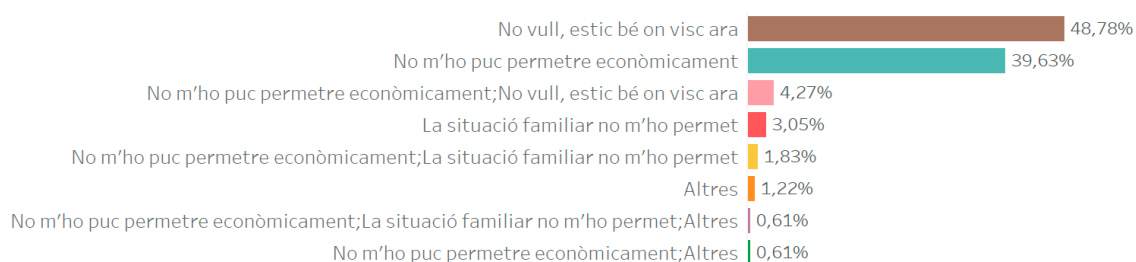 No vull, estic bé on visc ara 48,78%
No m’ho puc permetre econòmicament 39,63%
No m’ho puc permetre econòmicament;No vull, estic bé on visc ara 4,27%
La situació familiar no m’ho permet 3,05%
No m’ho puc permetre econòmicament;La situació familiar no m’ho permet 1,83%
Altres 1,22%
No m’ho puc permetre econòmicament;La situació familiar no m’ho permet;Altres 0,61%
No m’ho puc permetre econòmicament;Altres 0,61%